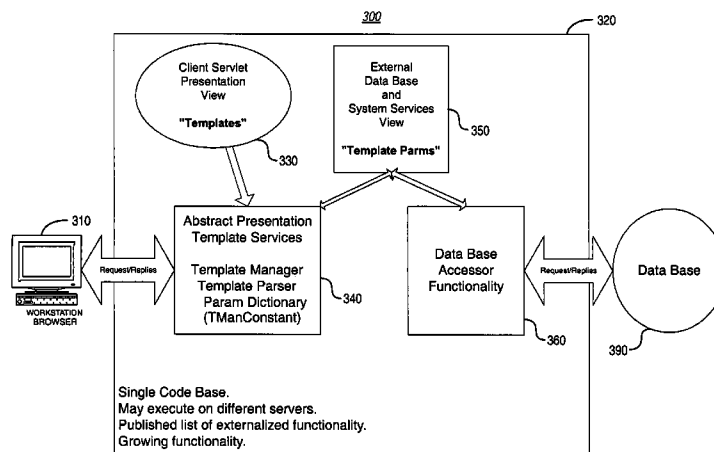 300
320
Client Servlet
Presentation
View
"Templates"
330
External
Data Base
and
System Services
View
"Template Parms"
350
310
WORKSTATION
BROWSER
Request/Replies
Abstract Presentation
Template Services
Template Manager
Template Parser
Param Dictionary
(TManConstant)
340
Data Base
Accessor
Functionality
360
Request/Replies
Data Base
390
Single Code Base.
May execute on different servers.
Published list of externalized functionality.
Growing functionality.